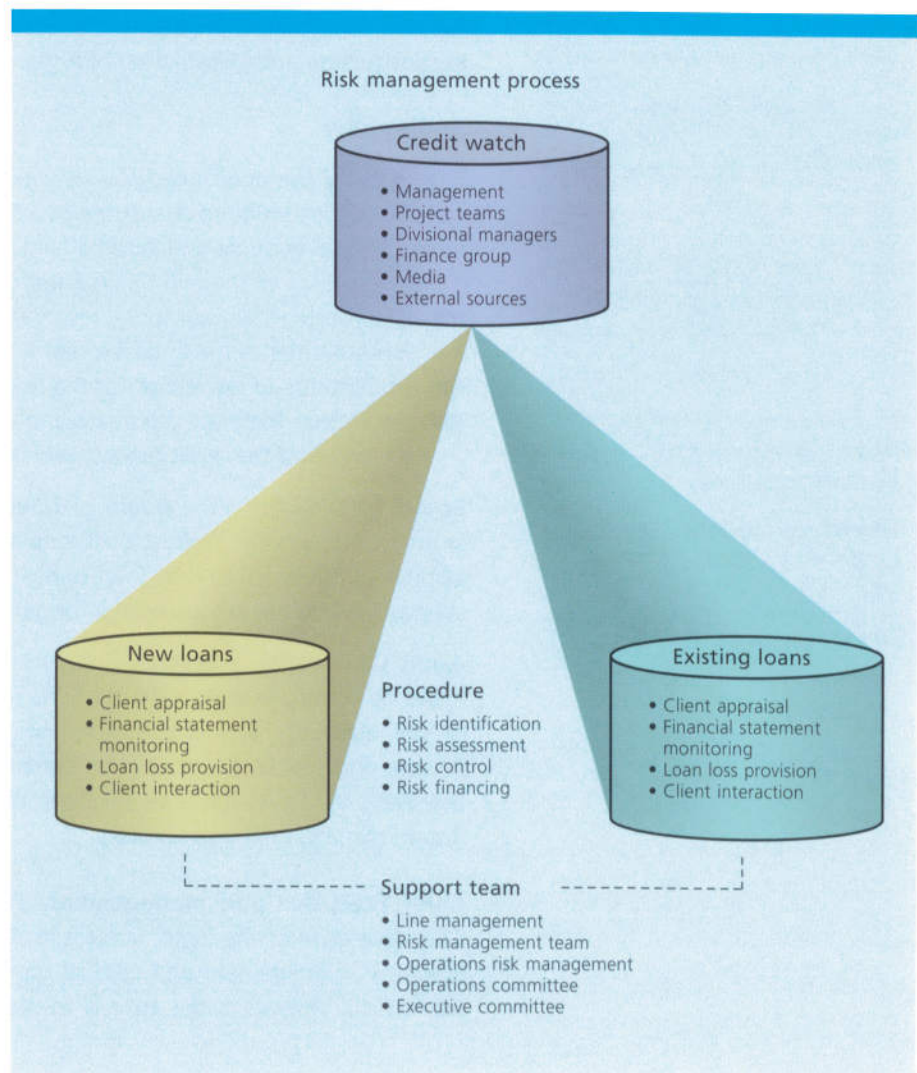 Risk management process
Credit watch
• Management
• Project teams
• Divisional managers
• Finance group
• Media
• External sources
New loans
• Client appraisal
• Financial statement
monitoring
• Loan loss provision
• Client interaction
Procedure
• Risk identification
• Risk assessment
• Risk control
• Risk financing
Existing loans
• Client appraisal
• Financial statement
monitoring
• Loan loss provision
• Client interaction
Support team
• Line management
• Risk management team
• Operations risk management
• Operations committee
• Executive committee